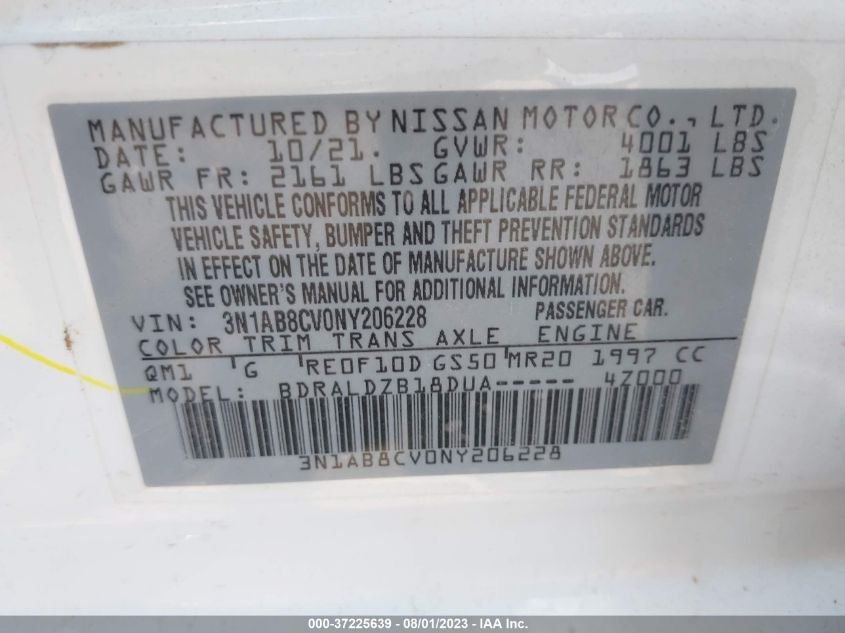 MANUFACTURED BY NISSAN MOTOR CO., LTD.
DATE: 10/21. GVWR: 4001 LBS
GAWR FR: 2161 LBS GAWR RR: 1863 LBS
THIS VEHICLE CONFORMS TO ALL APPLICABLE FEDERAL MOTOR
VEHICLE SAFETY, BUMPER AND THEFT PREVENTION STANDARDS
IN EFFECT ON THE DATE OF MANUFACTURE SHOWN ABOVE.
SEE OWNER'S MANUAL FOR ADDITIONAL INFORMATION.
VIN: 3N1AB8CV0NY206228 PASSENGER CAR.
COLOR TRIM TRANS AXLE ENGINE
QM1 'G 'RE0F10D GS50 'MR20 1997 CC
MODEL: BDRALDZB18DUA----- 4Z000
3N1AB8CV0NY206228
000-37225639 - 08/01/2023 - IAA Inc.